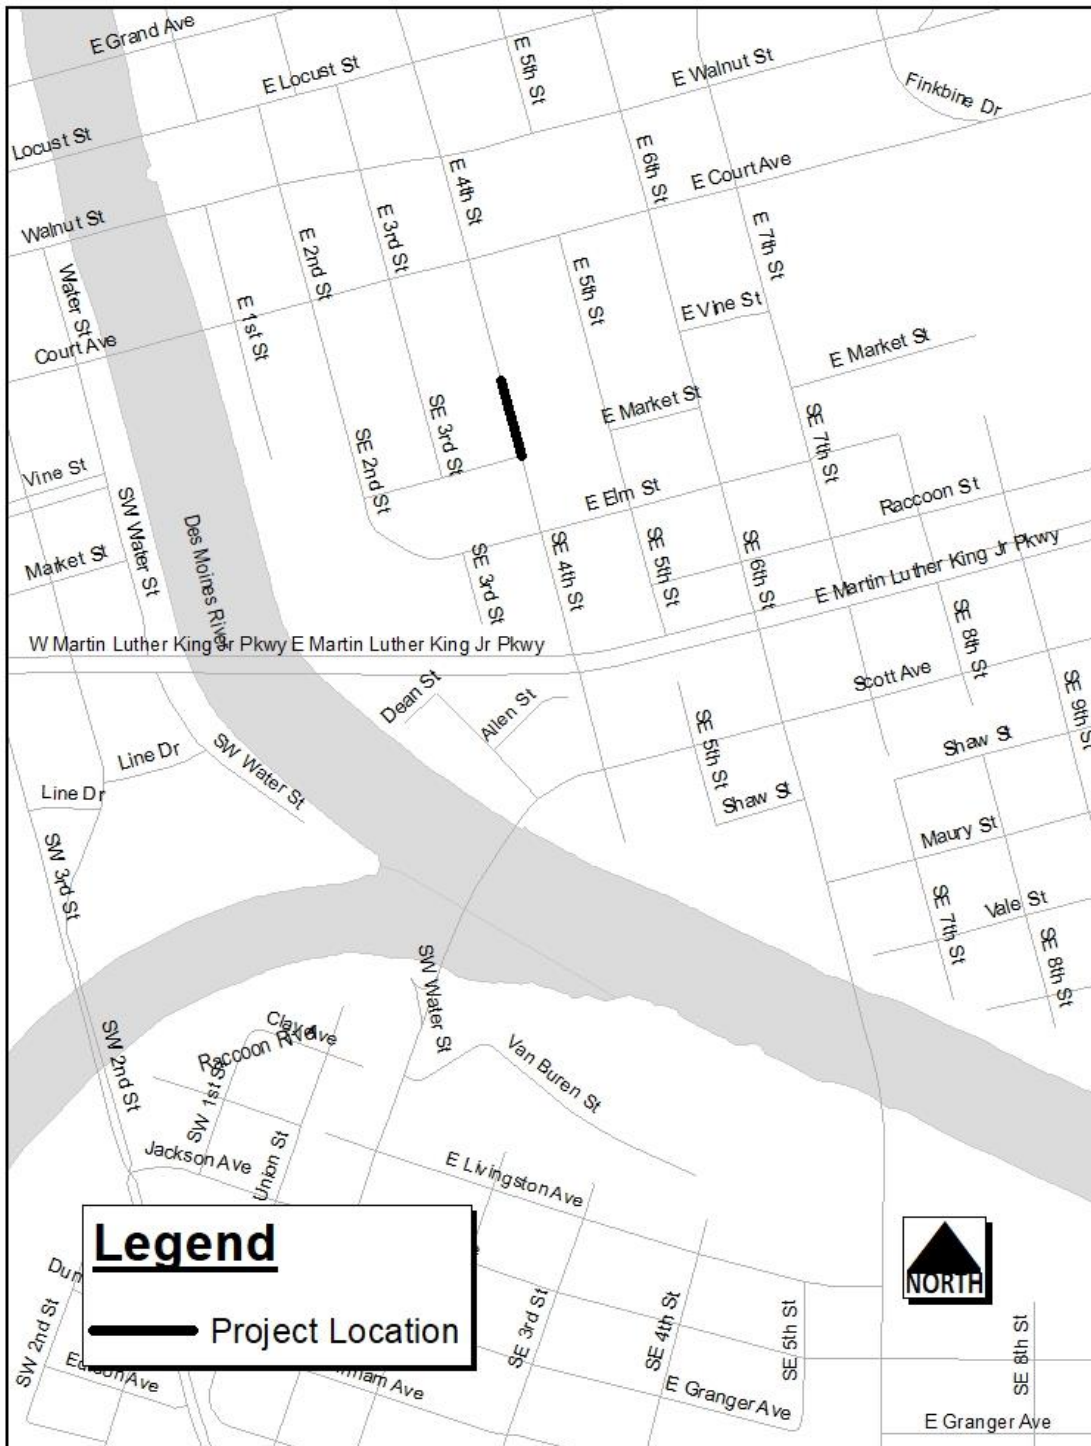 E Grand Ave
E 5th St
E Locust St
E Walnut St
Finkbine Dr
Locust St
E 4th St
E 6th St
E Court Ave
Walnut St
E 3rd St
E 2nd St
E 7th St
Water St
E 5th St
E 1st St
E Vine St
Court Ave
E Market St
E Market St
SE 3rd St
SE 2nd St
SE 7th St
Vine St
E Elm St
Raccoon St
SW Water St
Des Moines River
Market St
SE 3rd St
SE 4th St
SE 5th St
SE 6th St
E Martin Luther King Jr Pkwy
W Martin Luther King Jr Pkwy
E Martin Luther King Jr Pkwy
SE 8th St
Scott Ave
Dean St
Allen St
SE 5th St
SE 9th St
Shaw St
Line Dr
SW Water St
Line Dr
Shaw St
Maury St
SW 3rd St
SE 7th St
Vale St
SE 8th St
SW Water St
Clay Ave
Raccoon
SW 2nd St
SW 1st St
Van Buren St
Jackson Ave
Union St
E Livingston Ave
Legend
Project Location
NORTH
SW 2nd St
SE 3rd St
SE 4th St
SE 5th St
SE 8th St
Ave
E Granger Ave
E Granger Ave